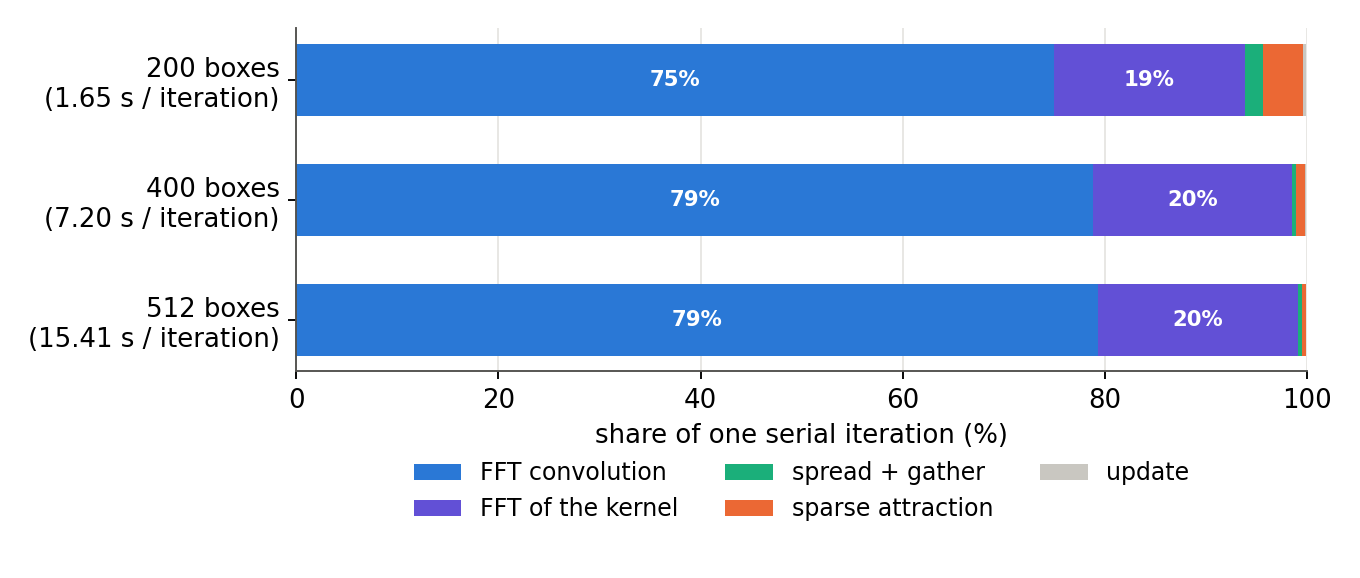 200 boxes
(1.65 s / iteration)
75%
19%
400 boxes
(7.20 s / iteration)
79%
20%
512 boxes
(15.41 s / iteration)
79%
20%
0 20 40 60 80 100
share of one serial iteration (%)
FFT convolution
FFT of the kernel
spread + gather
sparse attraction
update